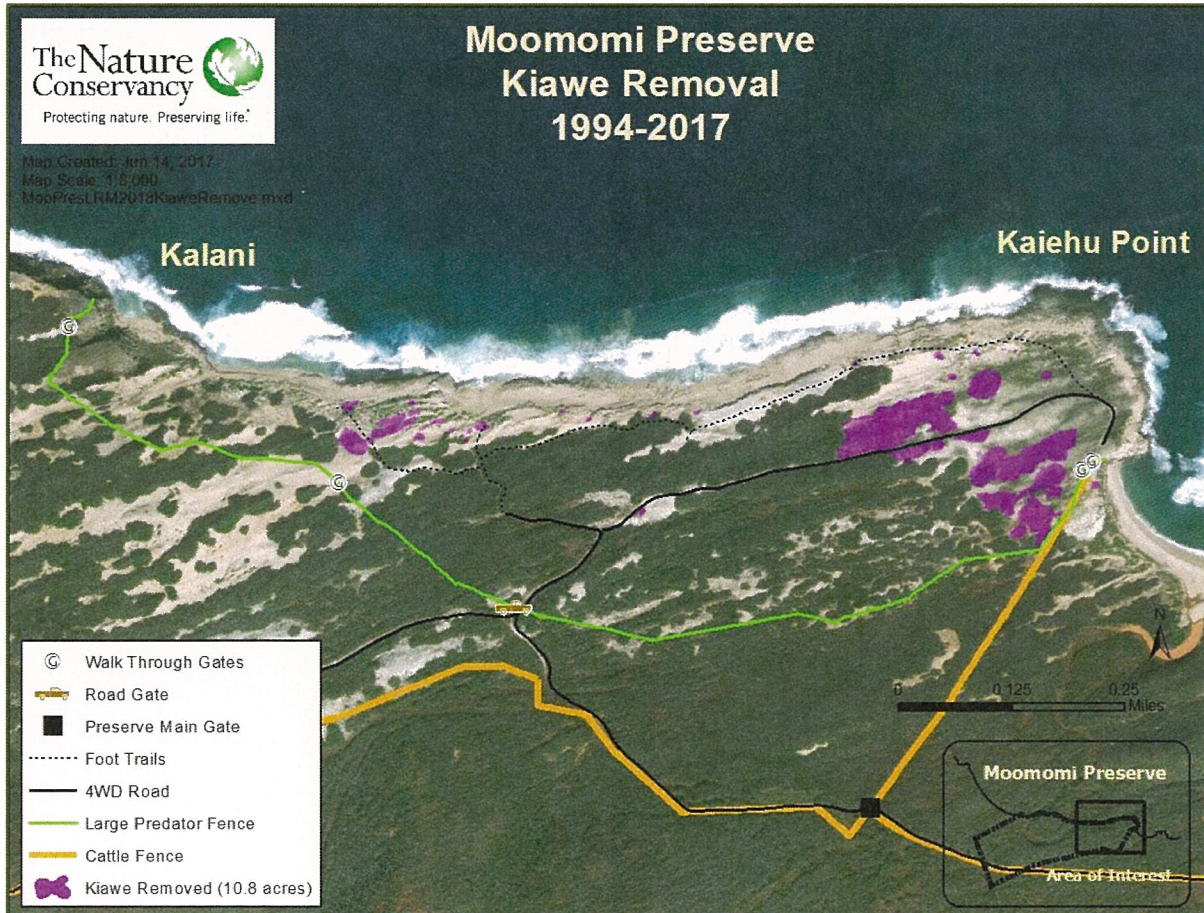 The Nature
Conservancy
Protecting nature. Preserving life.
Moomomi Preserve
Kiawe Removal
1994-2017
Map Created: Jun 14, 2017
Map Scale: 1:8,000
MooPresLRM2018KiaweRemove.mxd
Kalani
Kaiehu Point
G
G
G G
N
0 0.125 0.25
Miles
G Walk Through Gates
Road Gate
Preserve Main Gate
Foot Trails
4WD Road
Large Predator Fence
Cattle Fence
Kiawe Removed (10.8 acres)
Moomomi Preserve
Area of Interest